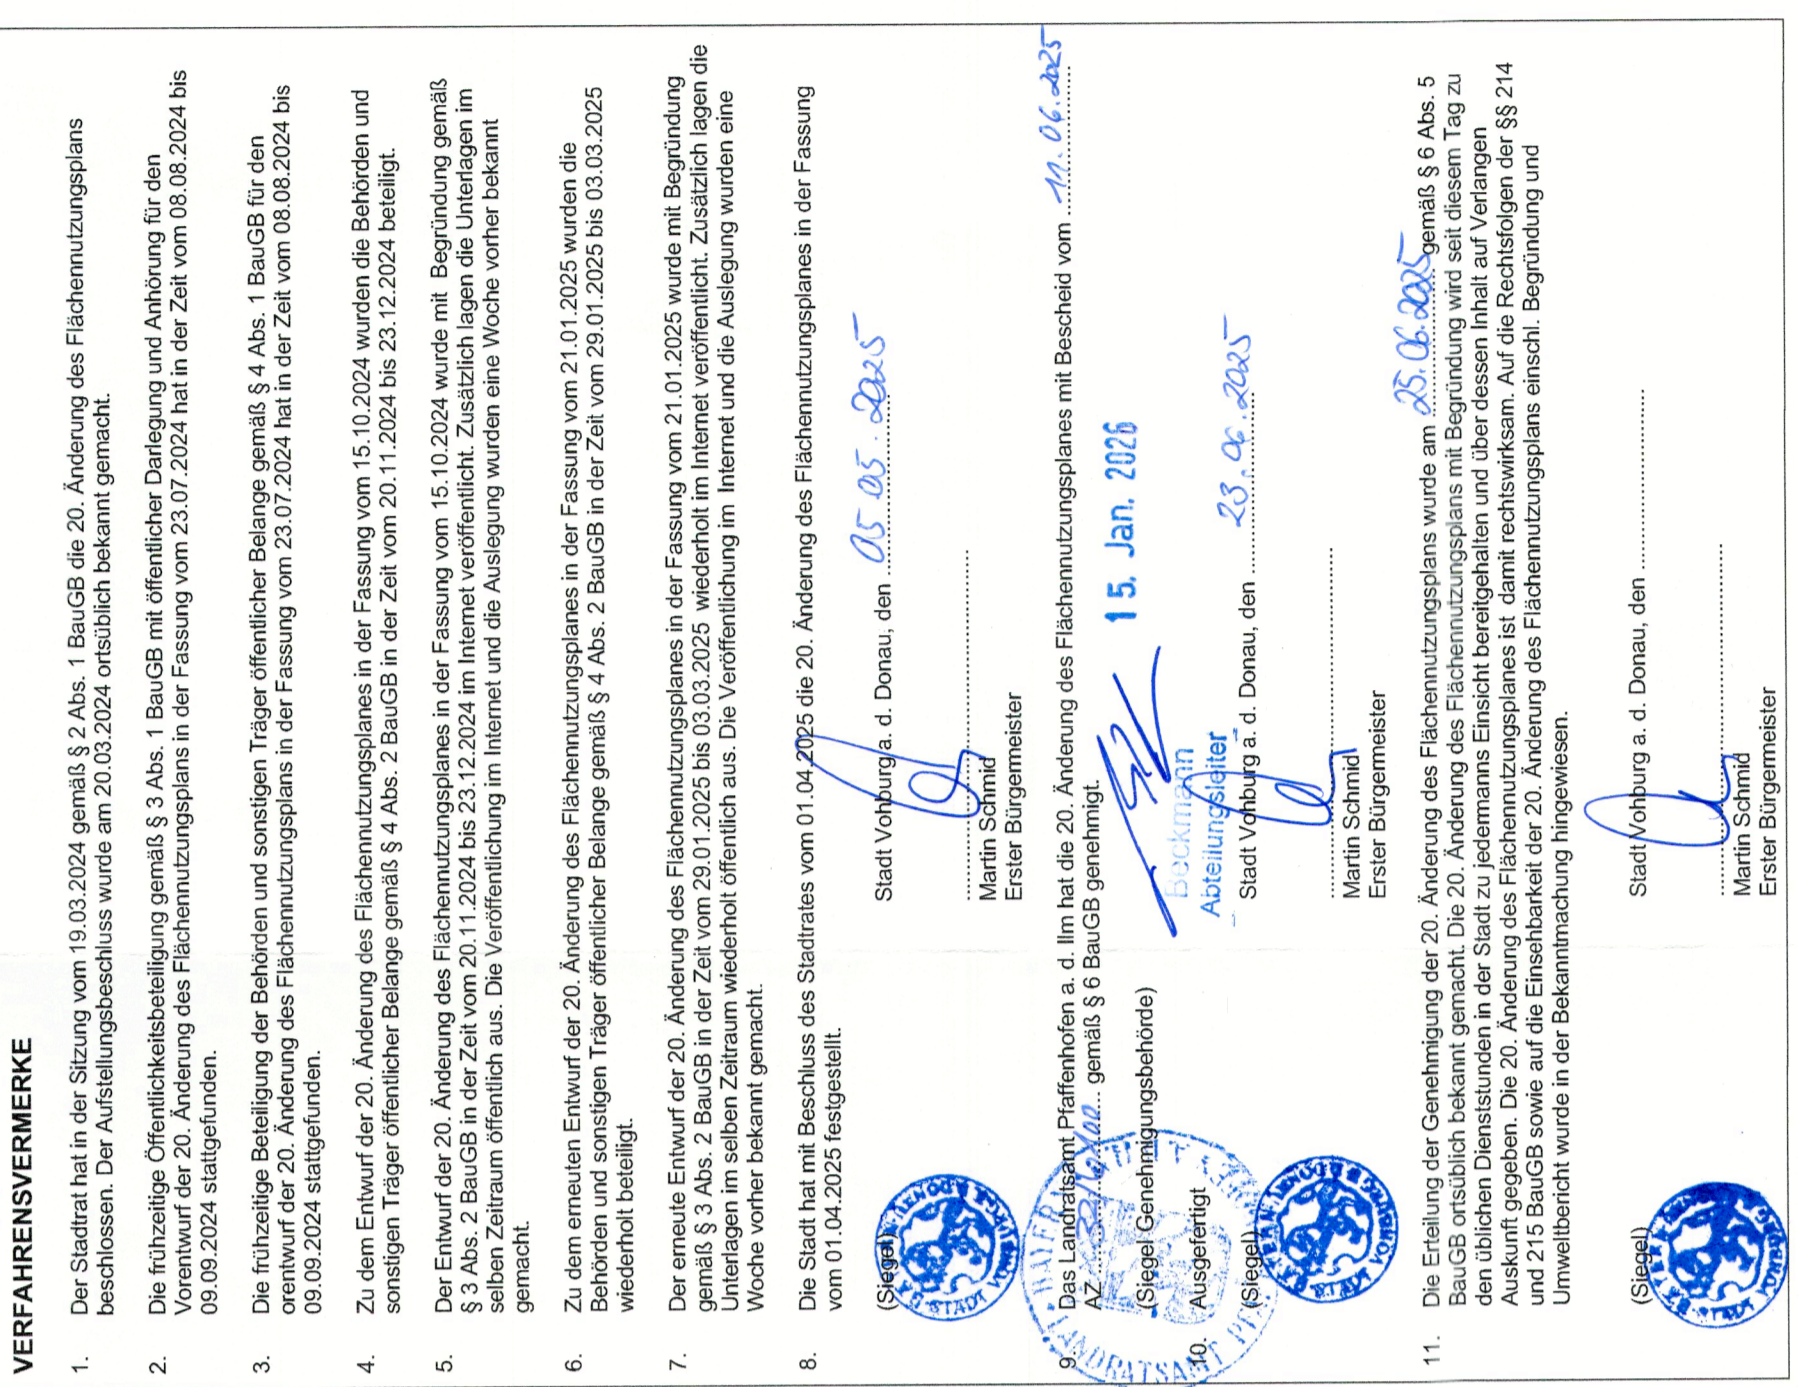 VERFAHRENSVERMERKE
1. Der Stadtrat hat in der Sitzung vom 19.03.2024 gemäß § 2 Abs. 1 BauGB die 20. Änderung des Flächennutzungsplans
beschlossen. Der Aufstellungsbeschluss wurde am 20.03.2024 ortsüblich bekannt gemacht.
2. Die frühzeitige Öffentlichkeitsbeteiligung gemäß § 3 Abs. 1 BauGB mit öffentlicher Darlegung und Anhörung für den
Vorentwurf der 20. Änderung des Flächennutzungsplans in der Fassung vom 23.07.2024 hat in der Zeit vom 08.08.2024 bis
09.09.2024 stattgefunden.
3. Die frühzeitige Beteiligung der Behörden und sonstigen Träger öffentlicher Belange gemäß § 4 Abs. 1 BauGB für den
orentwurf der 20. Änderung des Flächennutzungsplans in der Fassung vom 23.07.2024 hat in der Zeit vom 08.08.2024 bis
09.09.2024 stattgefunden.
4. Zu dem Entwurf der 20. Änderung des Flächennutzungsplanes in der Fassung vom 15.10.2024 wurden die Behörden und
sonstigen Träger öffentlicher Belange gemäß § 4 Abs. 2 BauGB in der Zeit vom 20.11.2024 bis 23.12.2024 beteiligt.
5. Der Entwurf der 20. Änderung des Flächennutzungsplanes in der Fassung vom 15.10.2024 wurde mit Begründung gemäß
§ 3 Abs. 2 BauGB in der Zeit vom 20.11.2024 bis 23.12.2024 im Internet veröffentlicht. Zusätzlich lagen die Unterlagen im
selben Zeitraum öffentlich aus. Die Veröffentlichung im Internet und die Auslegung wurden eine Woche vorher bekannt
gemacht.
6. Zu dem erneuten Entwurf der 20. Änderung des Flächennutzungsplanes in der Fassung vom 21.01.2025 wurden die
Behörden und sonstigen Träger öffentlicher Belange gemäß § 4 Abs. 2 BauGB in der Zeit vom 29.01.2025 bis 03.03.2025
wiederholt beteiligt.
7. Der erneute Entwurf der 20. Änderung des Flächennutzungsplanes in der Fassung vom 21.01.2025 wurde mit Begründung
gemäß § 3 Abs. 2 BauGB in der Zeit vom 29.01.2025 bis 03.03.2025 wiederholt im Internet veröffentlicht. Zusätzlich lagen die
Unterlagen im selben Zeitraum wiederholt öffentlich aus. Die Veröffentlichung im Internet und die Auslegung wurden eine
Woche vorher bekannt gemacht.
8. Die Stadt hat mit Beschluss des Stadtrates vom 01.04.2025 die 20. Änderung des Flächennutzungsplanes in der Fassung
vom 01.04.2025 festgestellt.
(Siegel) Stadt Vohburg a. d. Donau, den 05.05.2025
Martin Schmid
Erster Bürgermeister
9. Das Landratsamt Pfaffenhofen a. d. Ilm hat die 20. Änderung des Flächennutzungsplanes mit Bescheid vom 11.06.2025
AZ gemäß § 6 BauGB genehmigt.
15. Jan. 2026
(Siegel Genehmigungsbehörde)
Beckmann
Abteilungsleiter
10. Ausgefertigt
(Siegel) Stadt Vohburg a. d. Donau, den 23.06.2025
Martin Schmid
Erster Bürgermeister
11. Die Erteilung der Genehmigung der 20. Änderung des Flächennutzungsplans wurde am 25.06.2025 gemäß § 6 Abs. 5
BauGB ortsüblich bekannt gemacht. Die 20. Änderung des Flächennutzungsplans mit Begründung wird seit diesem Tag zu
den üblichen Dienststunden in der Stadt zu jedermanns Einsicht bereitgehalten und über dessen Inhalt auf Verlangen
Auskunft gegeben. Die 20. Änderung des Flächennutzungsplanes ist damit rechtswirksam. Auf die Rechtsfolgen der §§ 214
und 215 BauGB sowie auf die Einsehbarkeit der 20. Änderung des Flächennutzungsplans einschl. Begründung und
Umweltbericht wurde in der Bekanntmachung hingewiesen.
(Siegel) Stadt Vohburg a. d. Donau, den
Martin Schmid
Erster Bürgermeister